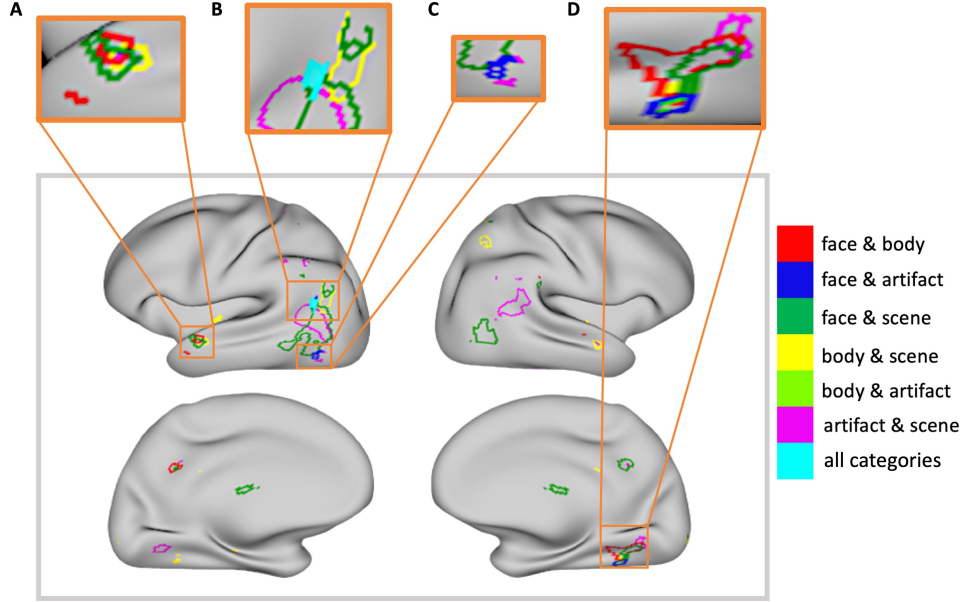 A
B
C
D
face & body
face & artifact
face & scene
body & scene
body & artifact
artifact & scene
all categories